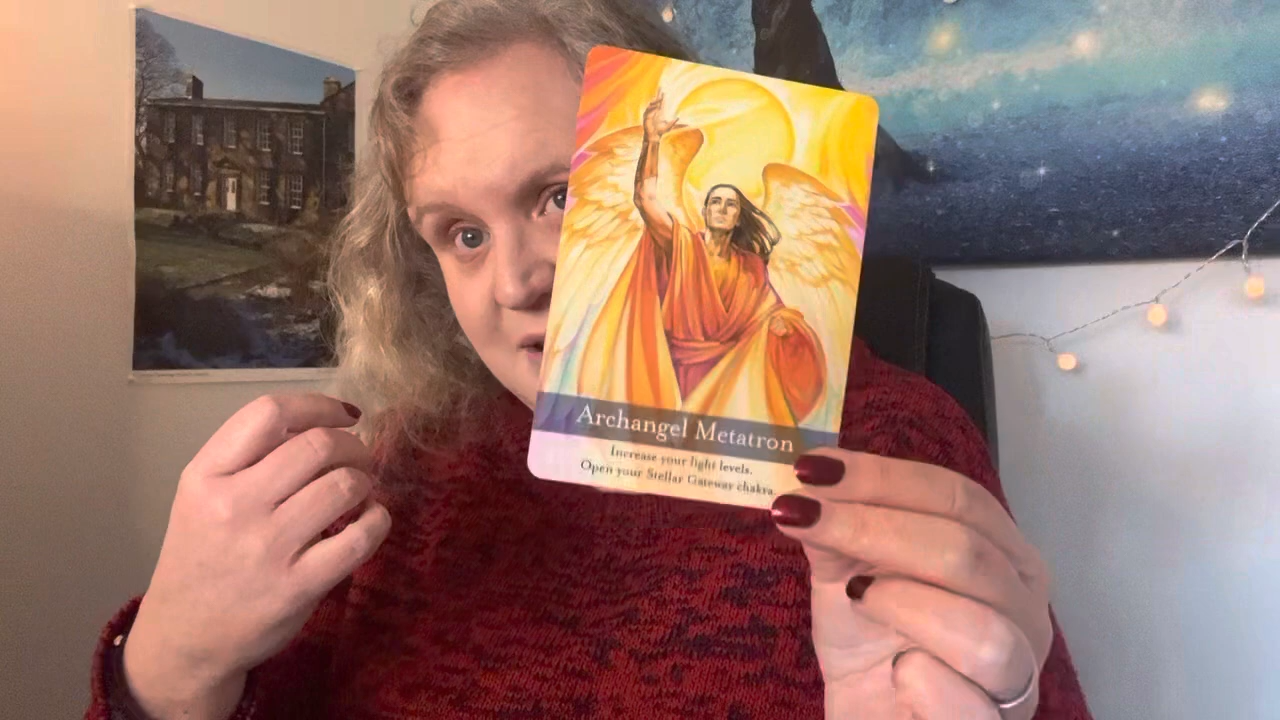 Archangel Metatron
Increase your light levels.
Open your Stellar Gateway chakra.